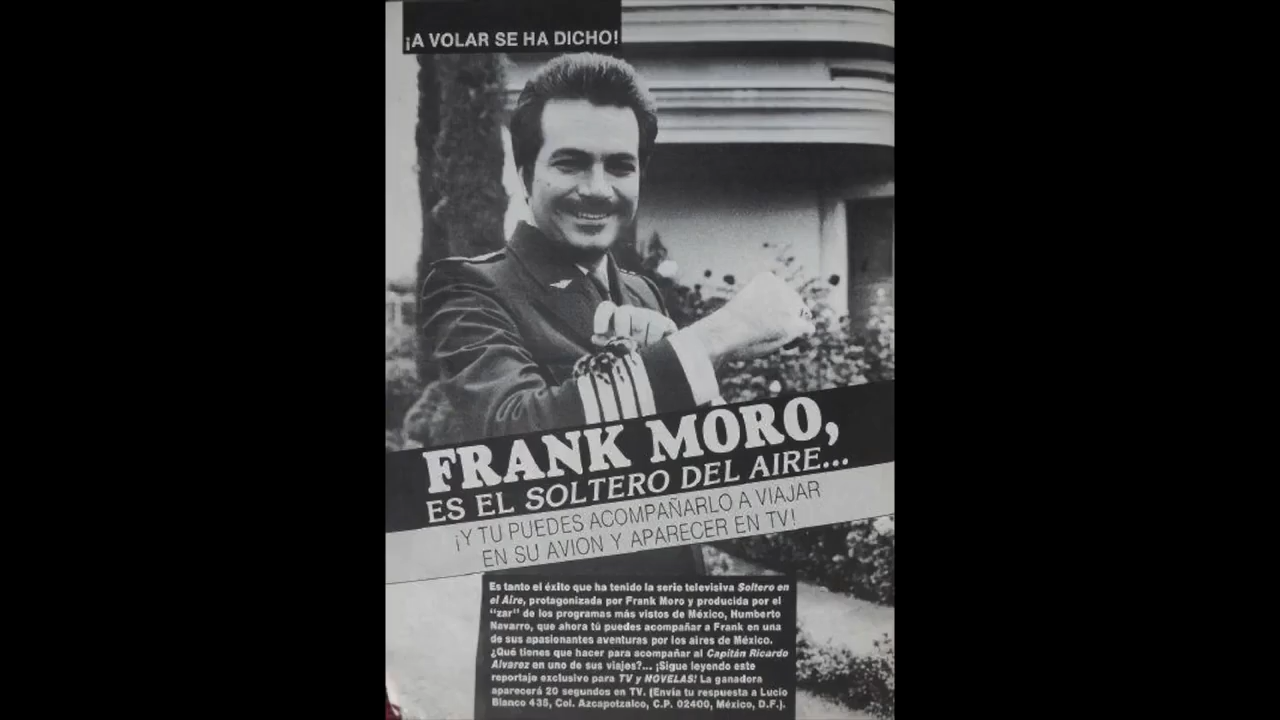 ¡A VOLAR SE HA DICHO!
FRANK MORO,
ES EL SOLTERO DEL AIRE...
¡Y TU PUEDES ACOMPAÑARLO A VIAJAR
EN SU AVION Y APARECER EN TV!
Es tanto el éxito que ha tenido la serie televisiva Soltero en
el Aire, protagonizada por Frank Moro y producida por el
"zar" de los programas más vistos de México, Humberto
Navarro, que ahora tú puedes acompañar a Frank en una
de sus apasionantes aventuras por los aires de México.
¿Qué tienes que hacer para acompañar al Capitán Ricardo
Alvarez en uno de sus viajes?... ¡Sigue leyendo este
reportaje exclusivo para TV y NOVELAS! La ganadora
aparecerá 20 segundos en TV. (Envía tu respuesta a Lucio
Blanco 435, Col. Azcapotzalco, C.P. 02400, México, D.F.).